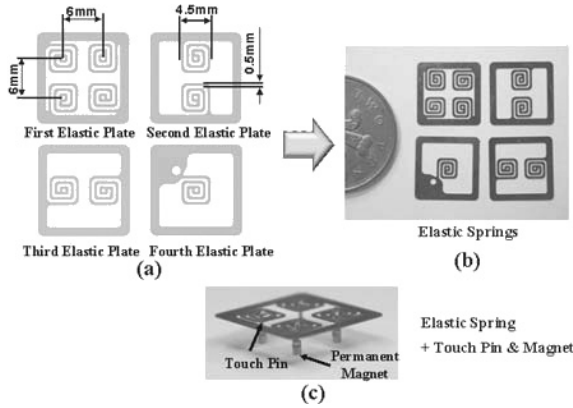 6mm
4.5mm
6mm
0.5mm
First Elastic Plate
Second Elastic Plate
Third Elastic Plate
Fourth Elastic Plate
(a)
Elastic Springs
(b)
Touch Pin
Permanent
Magnet
Elastic Spring
+ Touch Pin & Magnet
(c)